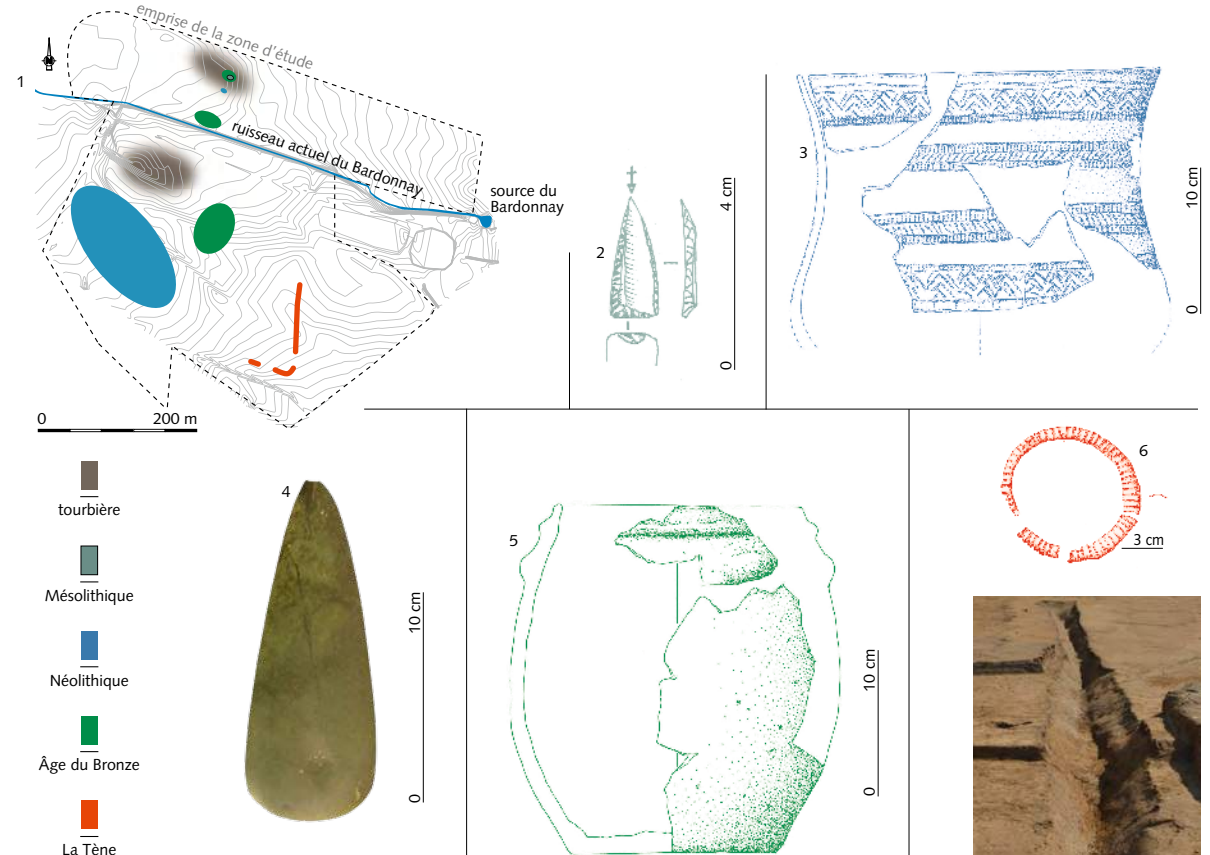 emprise de la zone d'étude
1
ruisseau actuel du Bardonnay
source du
Bardonnay
0
200 m
2
4 cm
0
3
10 cm
0
tourbière
Mésolithique
Néolithique
Âge du Bronze
La Tène
4
10 cm
0
5
10 cm
0
6
3 cm